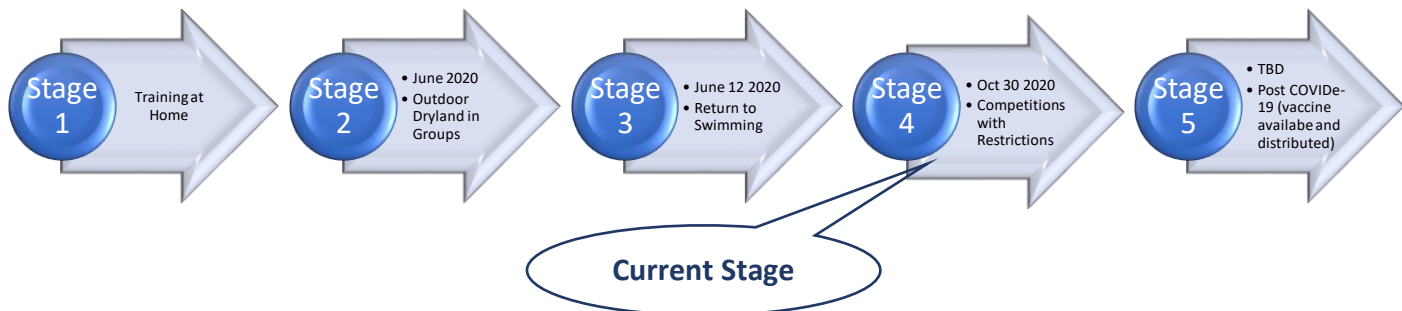 Stage
1
Training at
Home
Stage
2
• June 2020
• Outdoor
Dryland in
Groups
Stage
3
• June 12 2020
• Return to
Swimming
Stage
4
• Oct 30 2020
• Competitions
with
Restrictions
Stage
5
• TBD
• Post COVIDe-
19 (vaccine
availabe and
distributed)
Current Stage